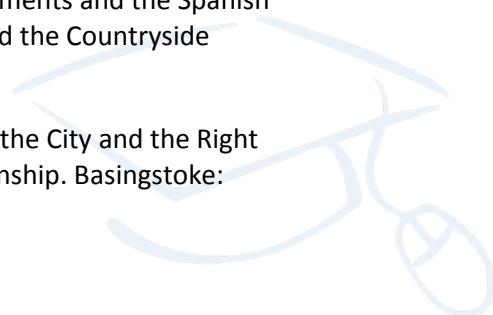 ments and the Spanish
d the Countryside
the City and the Right
nship. Basingstoke: